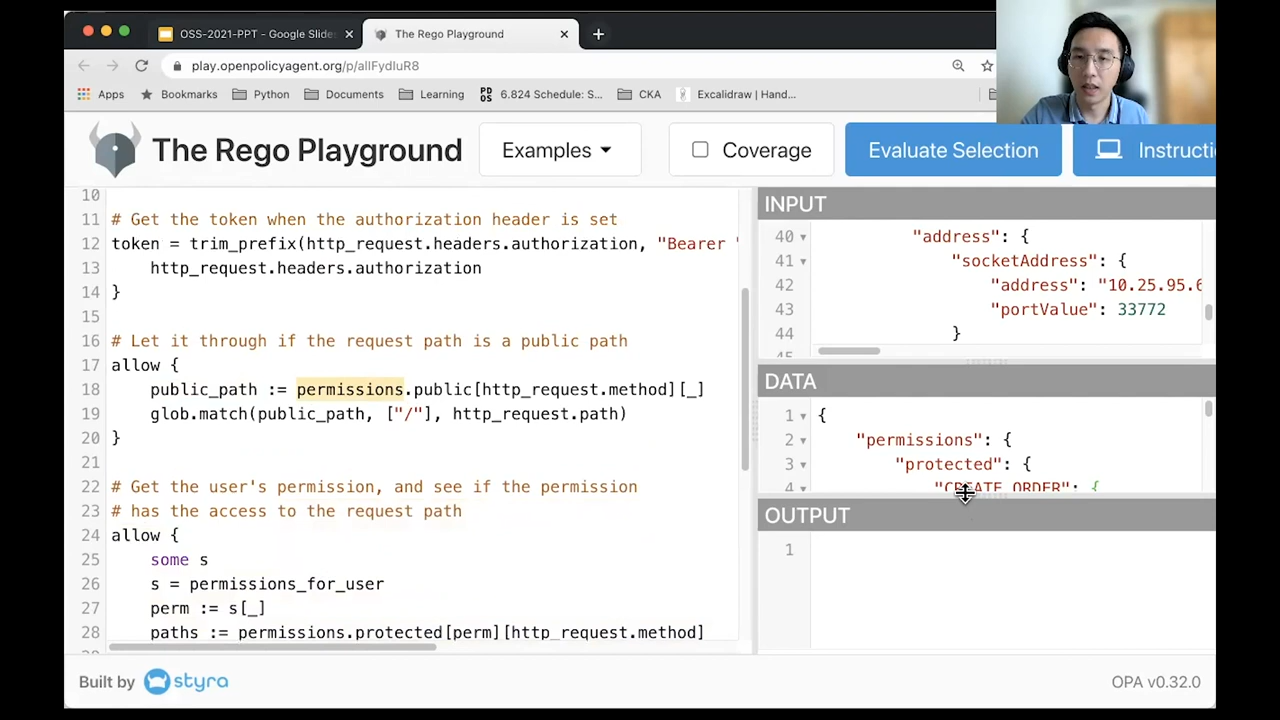 OSS-2021-PPT - Google Slides
The Rego Playground
play.openpolicyagent.org/p/alIFydIuR8
Apps
Bookmarks
Python
Documents
Learning
6.824 Schedule: S...
CKA
Excalidraw | Hand...
The Rego Playground
Examples
Coverage
Evaluate Selection
Instructi
10
11 # Get the token when the authorization header is set
12 token = trim_prefix(http_request.headers.authorization, "Bearer "
13 http_request.headers.authorization
14 }
15
16 # Let it through if the request path is a public path
17 allow {
18 public_path := permissions.public[http_request.method][_]
19 glob.match(public_path, ["/"], http_request.path)
20 }
21
22 # Get the user's permission, and see if the permission
23 # has the access to the request path
24 allow {
25 some s
26 s = permissions_for_user
27 perm := s[_]
28 paths := permissions.protected[perm][http_request.method]
INPUT
40 "address": {
41 "socketAddress": {
42 "address": "10.25.95.6
43 "portValue": 33772
44 }
45
DATA
1 {
2 "permissions": {
3 "protected": {
4 "CREATE_ORDER": {
OUTPUT
1
Built by styra
OPA v0.32.0